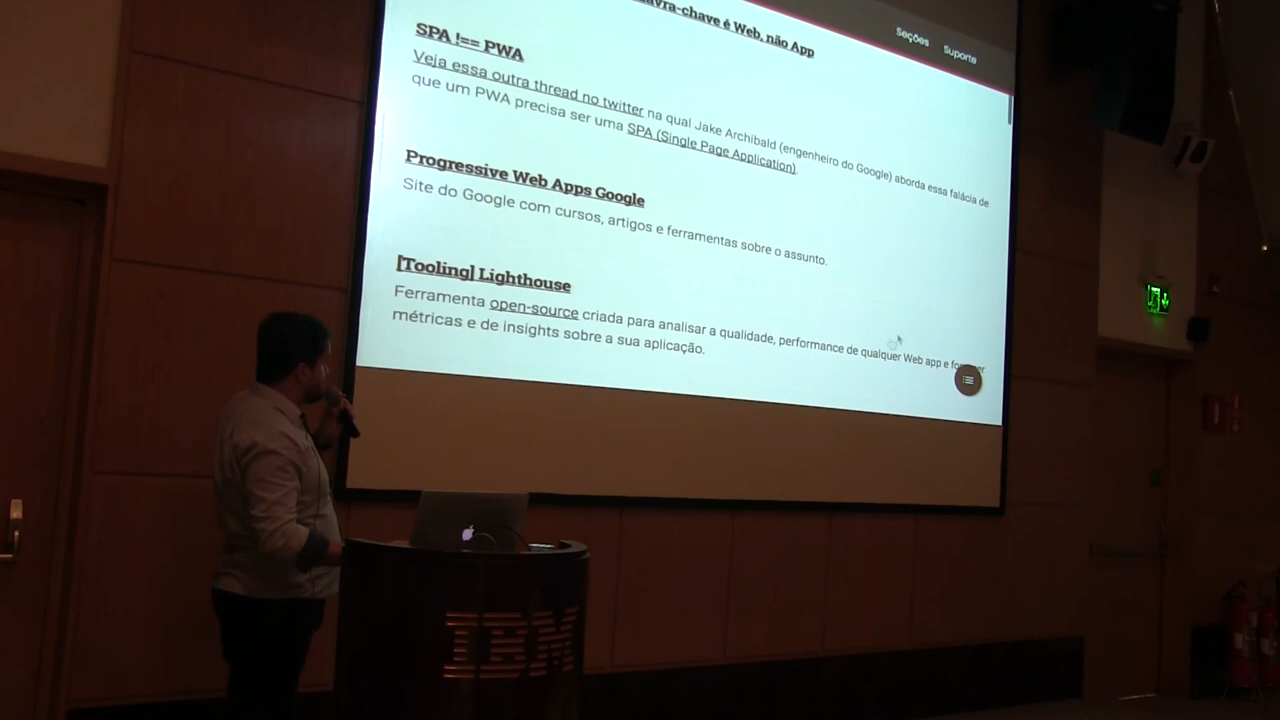 é Web, não App
Seções
Suporte
SPA !== PWA
Veja essa outra thread no twitter na qual Jake Archibald (engenheiro do Google) aborda essa falácia de
que um PWA precisa ser uma SPA (Single Page Application)
Progressive Web Apps Google
Site do Google com cursos, artigos e ferramentas sobre o assunto.
[Tooling] Lighthouse
Ferramenta open-source criada para analisar a qualidade, performance de qualquer Web app e
métricas e de insights sobre a sua aplicação.
IBM